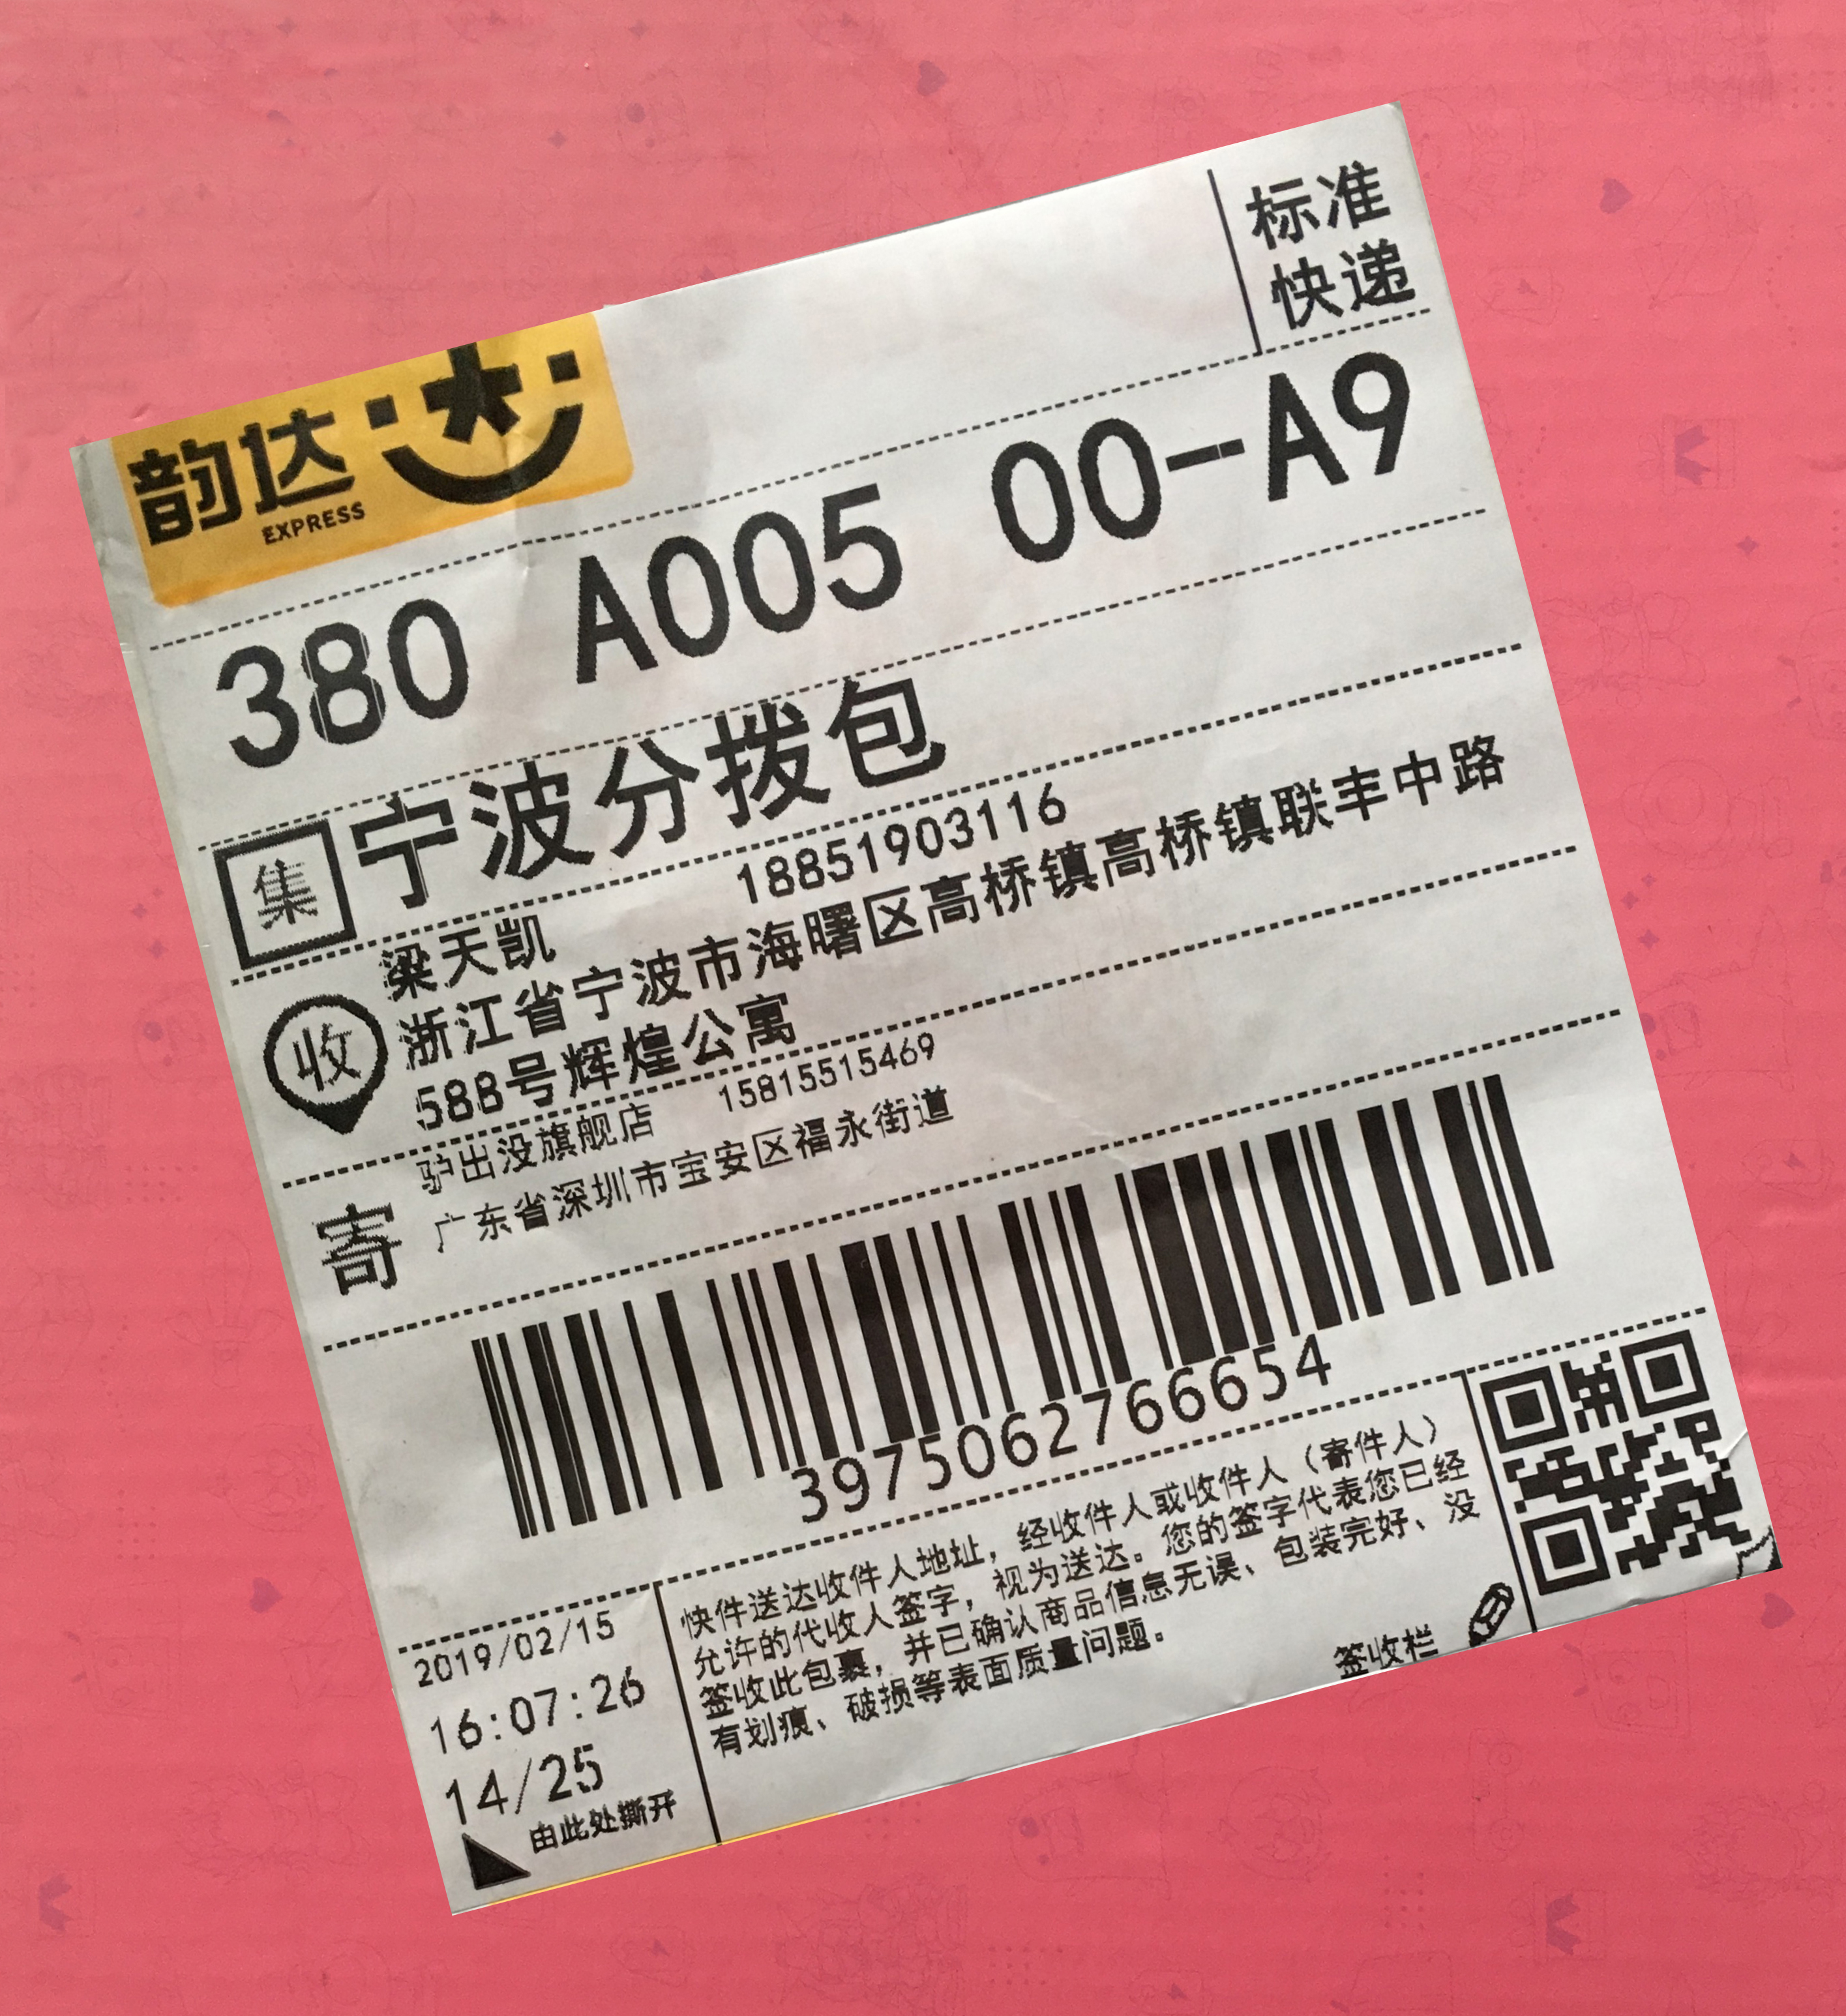 标准
快递
韵达
EXPRESS
380 A005 00-A9
集 宁波分拨包
梁天凯 18851903116
收 浙江省宁波市海曙区高桥镇高桥镇联丰中路
588号辉煌公寓
驴出没旗舰店 15815515469
寄 广东省深圳市宝安区福永街道
3975062766654
快件送达收件人地址，经收件人或收件人（寄件人）
允许的代收人签字，视为送达。您的签字代表您已经
签收此包裹，并已确认商品信息无误、包装完好、没
有划痕、破损等表面质量问题。
签收栏
2019/02/15
16:07:26
14/25
由此处撕开